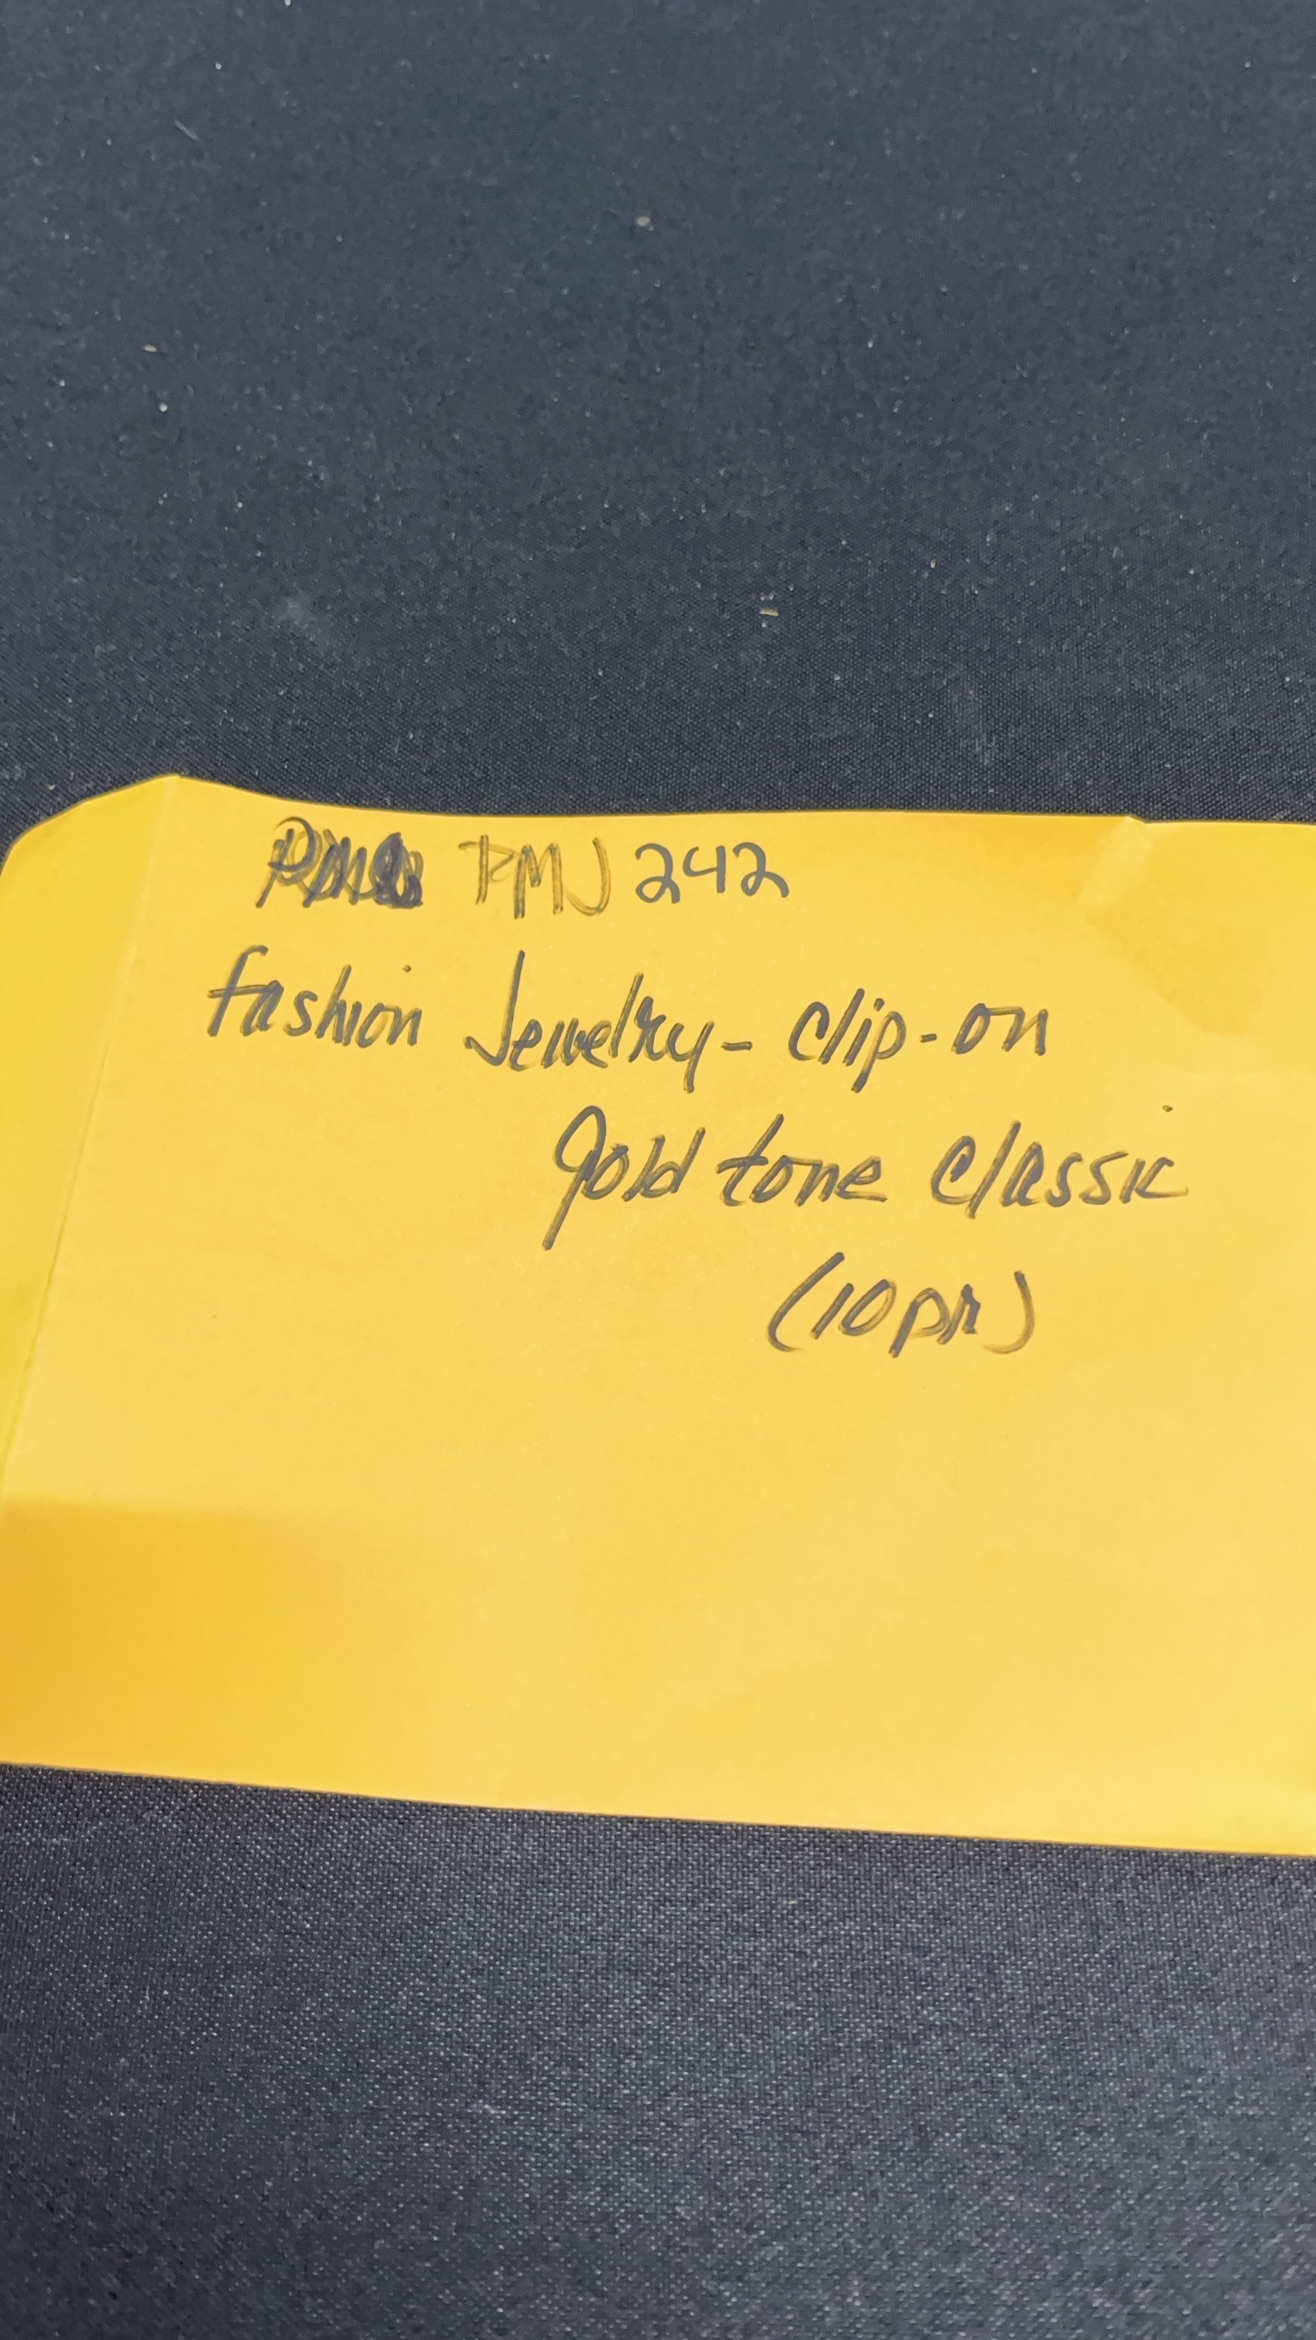 PMJ 242
fashion Jewelry - clip-on
gold tone classic
(10pr)